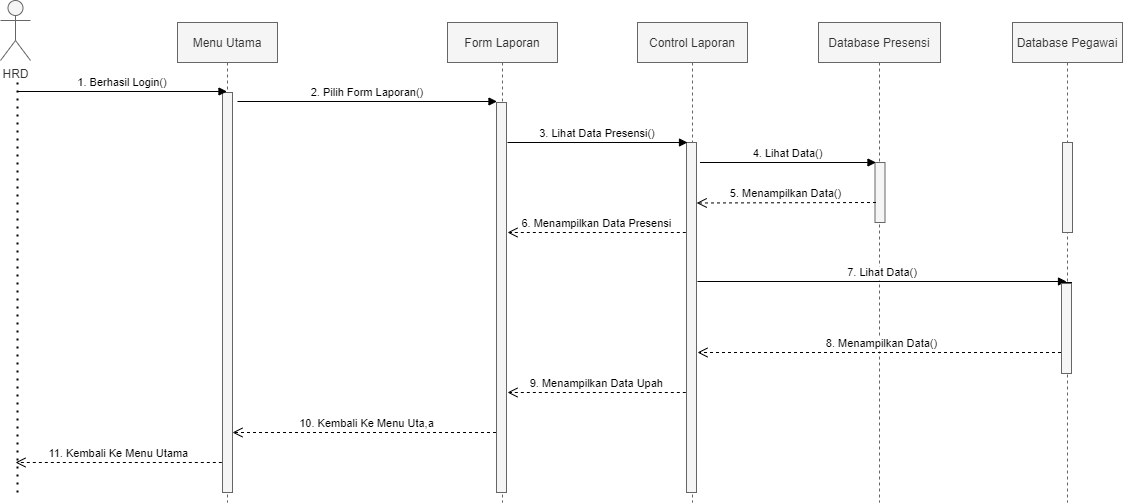 HRD
Menu Utama
Form Laporan
Control Laporan
Database Presensi
Database Pegawai
1. Berhasil Login()
2. Pilih Form Laporan()
3. Lihat Data Presensi()
4. Lihat Data()
5. Menampilkan Data()
6. Menampilkan Data Presensi
7. Lihat Data()
8. Menampilkan Data()
9. Menampilkan Data Upah
10. Kembali Ke Menu Uta,a
11. Kembali Ke Menu Utama